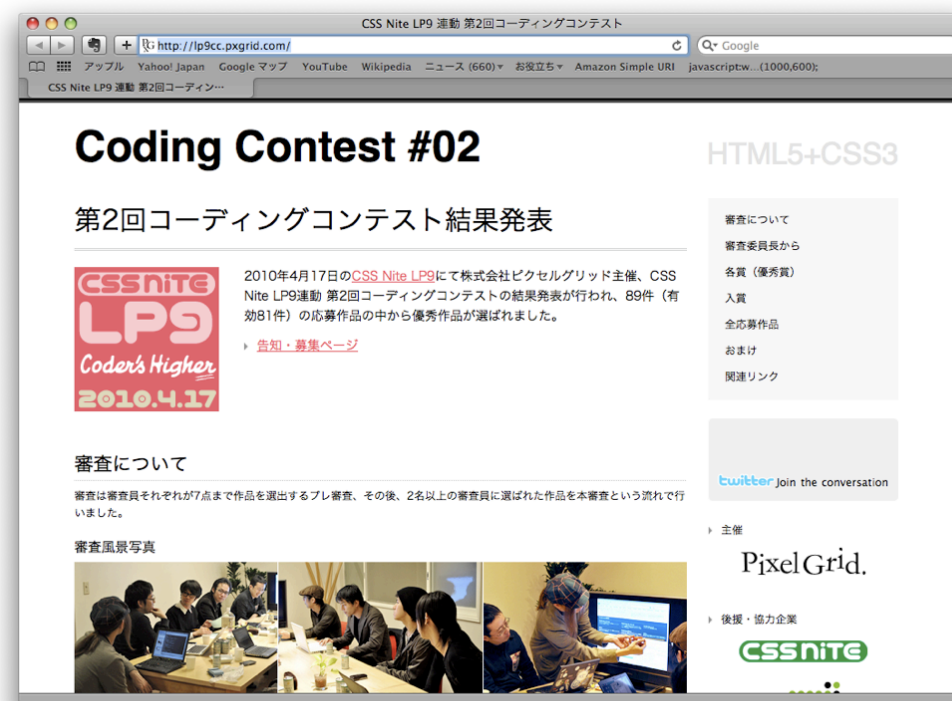 CSS Nite LP9 連動 第2回コーディングコンテスト
http://lp9cc.pxgrid.com/
Google
アップル Yahoo! Japan Google マップ YouTube Wikipedia ニュース (660) お役立ち Amazon Simple URI javascript:w...(1000,600);
CSS Nite LP9 連動 第2回コーディン…
Coding Contest #02
第2回コーディングコンテスト結果発表
CSSNITE
LP9
Coder's Higher
2010.4.17
2010年4月17日のCSS Nite LP9にて株式会社ピクセルグリッド主催、CSS
Nite LP9連動 第2回コーディングコンテストの結果発表が行われ、89件（有
効81件）の応募作品の中から優秀作品が選ばれました。
告知・募集ページ
審査について
審査は審査員それぞれが7点まで作品を選出するプレ審査、その後、2名以上の審査員に選ばれた作品を本審査という流れで行
いました。
審査風景写真
HTML5+CSS3
審査について
審査委員長から
各賞（優秀賞）
入賞
全応募作品
おまけ
関連リンク
twitter Join the conversation
主催
PixelGrid.
後援・協力企業
CSSNITE